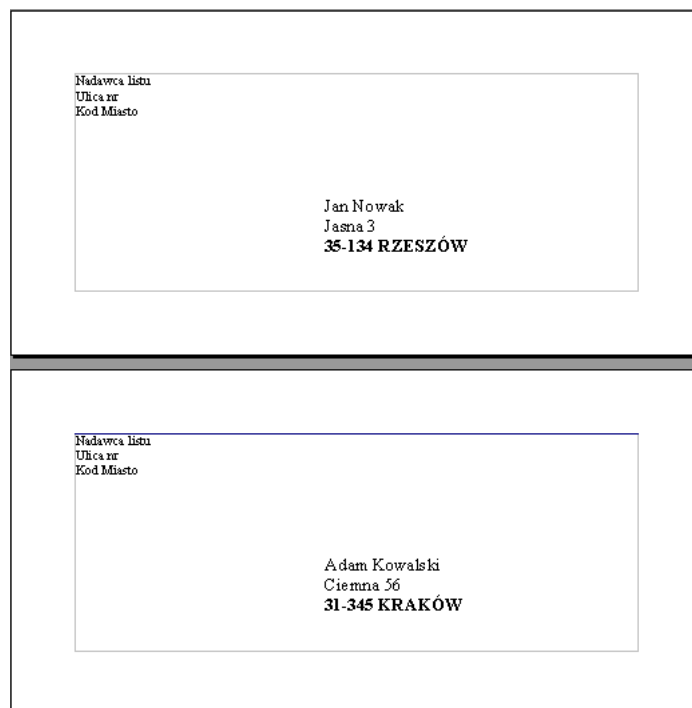 Nadawca listu
Ulica nr
Kod Miasto
Jan Nowak
Jasna 3
35-134 RZESZÓW
Nadawca listu
Ulica nr
Kod Miasto
Adam Kowalski
Ciemna 56
31-345 KRAKÓW